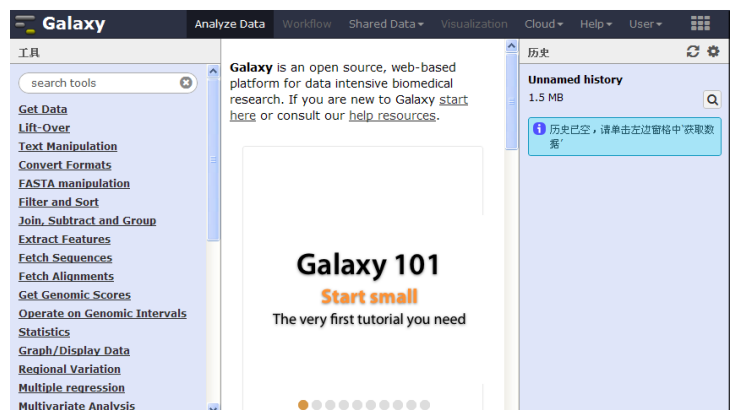 Galaxy
Analyze Data Workflow Shared Data Visualization Cloud Help User
工具
search tools
Get Data
Lift-Over
Text Manipulation
Convert Formats
FASTA manipulation
Filter and Sort
Join, Subtract and Group
Extract Features
Fetch Sequences
Fetch Alignments
Get Genomic Scores
Operate on Genomic Intervals
Statistics
Graph/Display Data
Regional Variation
Multiple regression
Multivariate Analysis
Galaxy is an open source, web-based
platform for data intensive biomedical
research. If you are new to Galaxy start
here or consult our help resources.
Galaxy 101
Start small
The very first tutorial you need
历史
Unnamed history
1.5 MB
历史已空，请单击左边窗格中‘获取数
据’